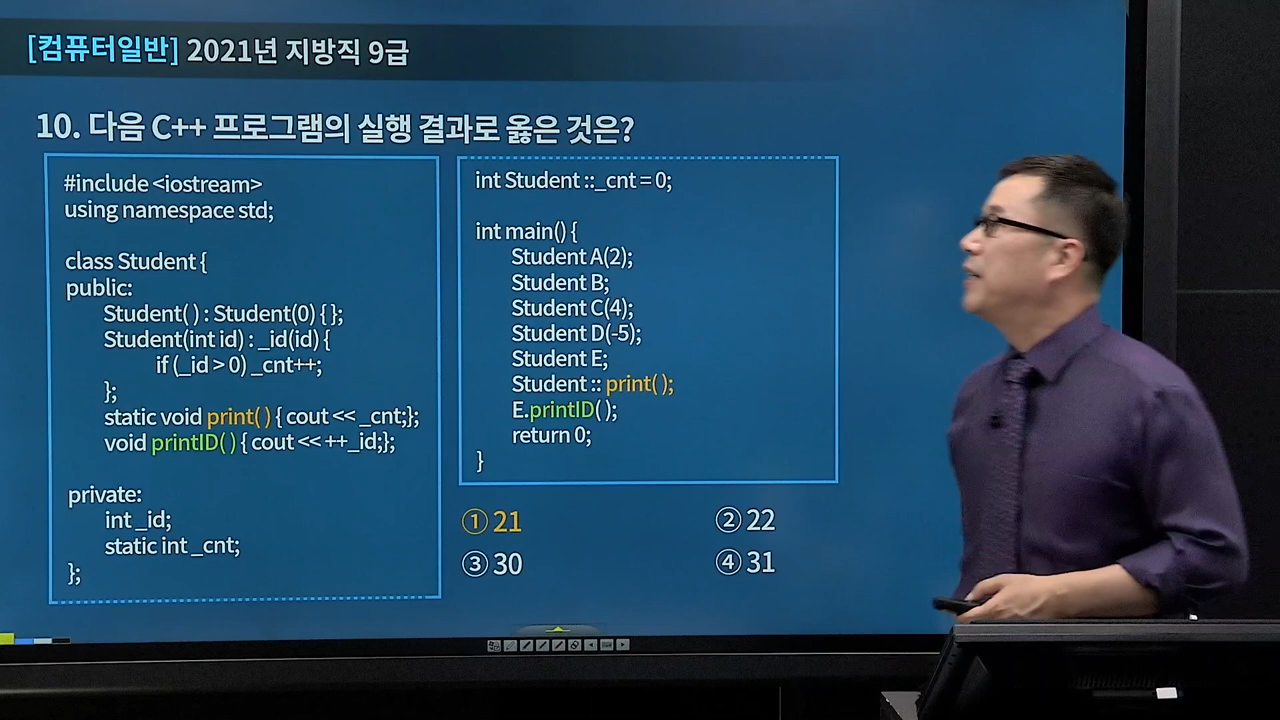 [컴퓨터일반] 2021년 지방직 9급
10. 다음 C++ 프로그램의 실행 결과로 옳은 것은?
#include <iostream>
using namespace std;
class Student {
public:
Student( ) : Student(0) { };
Student(int id) : _id(id) {
if (_id > 0) _cnt++;
};
static void print( ) { cout << _cnt;};
void printID( ) { cout << ++_id;};
private:
int _id;
static int _cnt;
};
int Student ::_cnt = 0;
int main() {
Student A(2);
Student B;
Student C(4);
Student D(-5);
Student E;
Student :: print( );
E.printID( );
return 0;
}
① 21
② 22
③ 30
④ 31